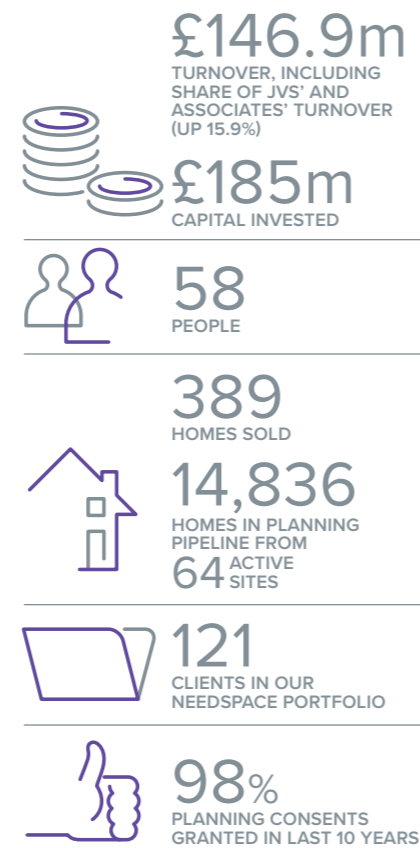 £146.9m
TURNOVER, INCLUDING
SHARE OF JVS’ AND
ASSOCIATES’ TURNOVER
(UP 15.9%)
£185m
CAPITAL INVESTED
58
PEOPLE
389
HOMES SOLD
14,836
HOMES IN PLANNING
PIPELINE FROM
64 ACTIVE
SITES
121
CLIENTS IN OUR
NEEDSPACE PORTFOLIO
98%
PLANNING CONSENTS
GRANTED IN LAST 10 YEARS